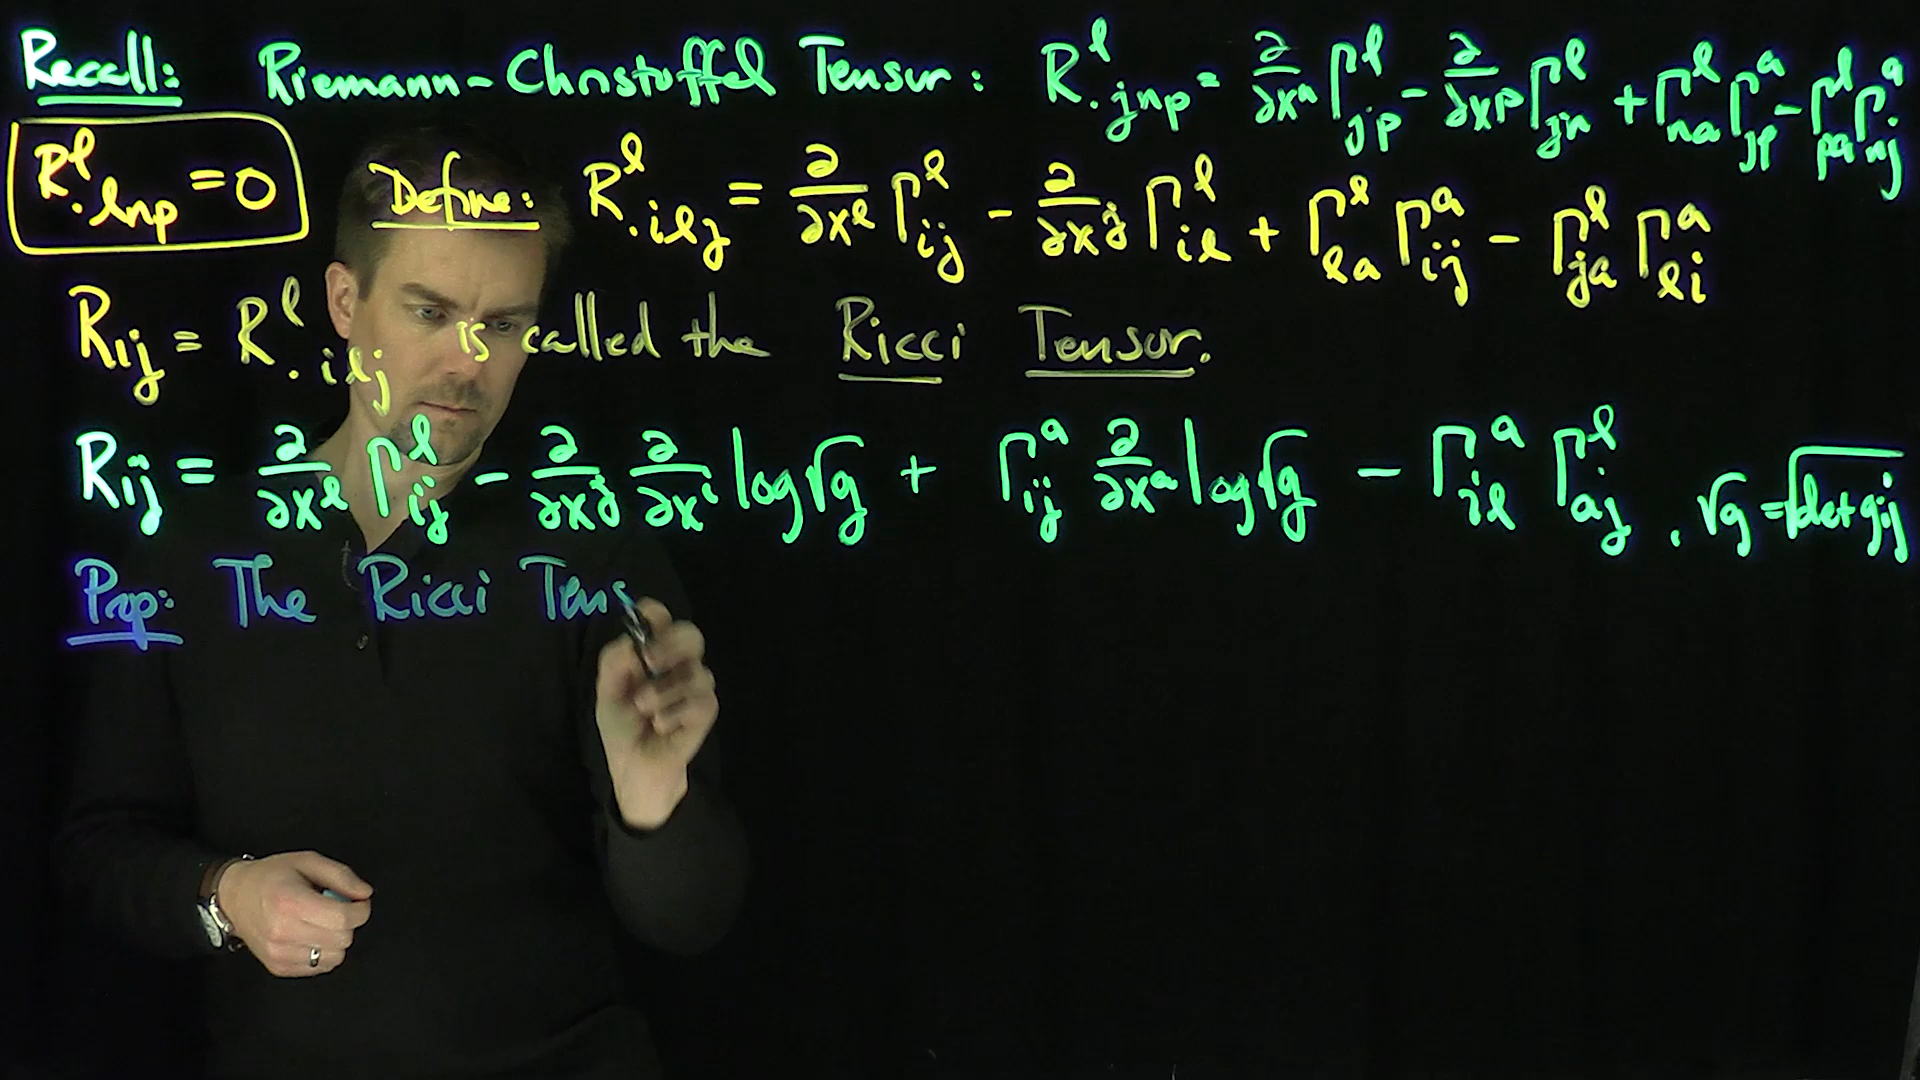 Recall: Riemann-Christoffel Tensor: R^l_{.jnp} = ∂/∂x^n Γ^l_{jp} - ∂/∂x^p Γ^l_{jn} + Γ^l_{na} Γ^a_{jp} - Γ^l_{pa} Γ^a_{nj}
R^l_{.lnp} = 0 Define: R^l_{.ilj} = ∂/∂x^l Γ^l_{ij} - ∂/∂x^j Γ^l_{il} + Γ^l_{la} Γ^a_{ij} - Γ^l_{ja} Γ^a_{li}
R_{ij} = R^l_{.ilj} is called the Ricci Tensor.
R_{ij} = ∂/∂x^l Γ^l_{ij} - ∂/∂x^j ∂/∂x^i log√g + Γ^a_{ij} ∂/∂x^a log√g - Γ^a_{il} Γ^l_{aj}, √g = √det g_{ij}
Prop: The Ricci Tens